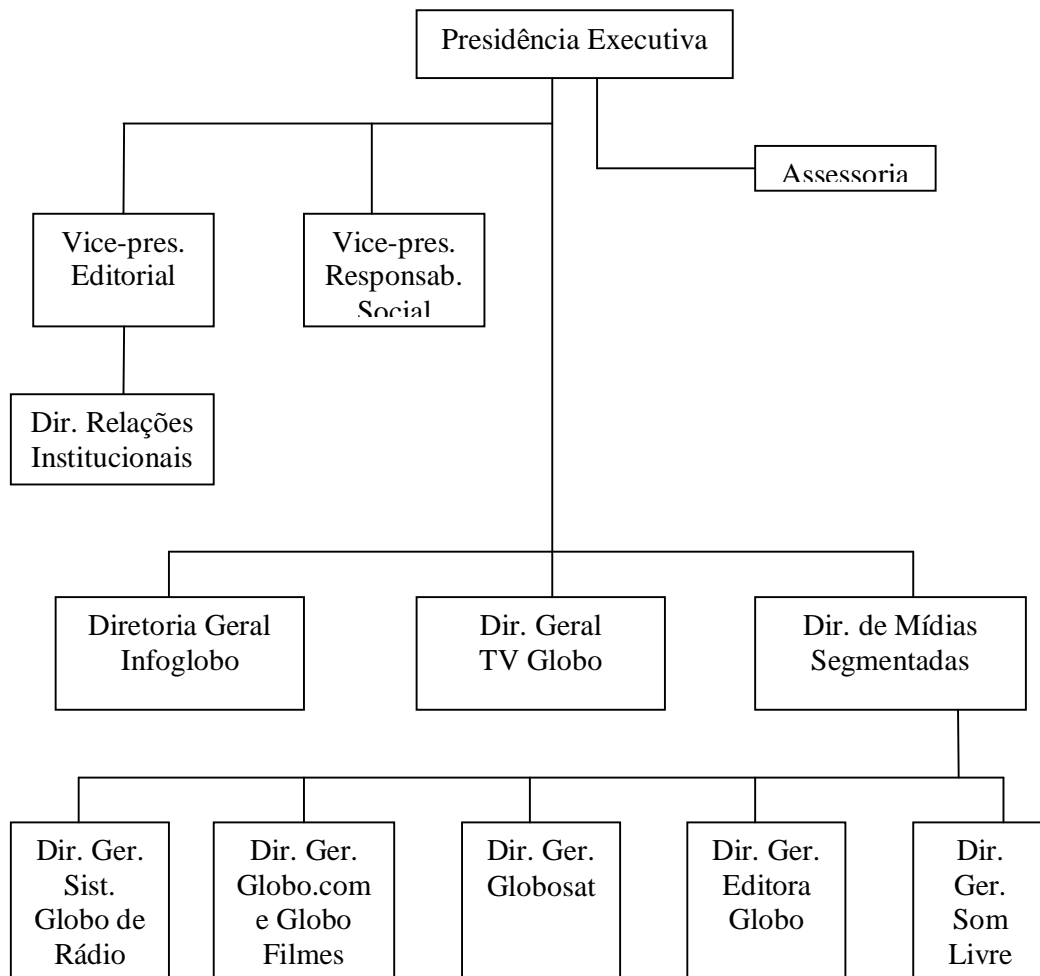 Presidência Executiva
Assessoria
Vice-pres.
Editorial
Vice-pres.
Responsab.
Social
Dir. Relações
Institucionais
Diretoria Geral
Infoglobo
Dir. Geral
TV Globo
Dir. de Mídias
Segmentadas
Dir. Ger.
Sist.
Globo de
Rádio
Dir. Ger.
Globo.com
e Globo
Filmes
Dir. Ger.
Globosat
Dir. Ger.
Editora
Globo
Dir.
Ger.
Som
Livre